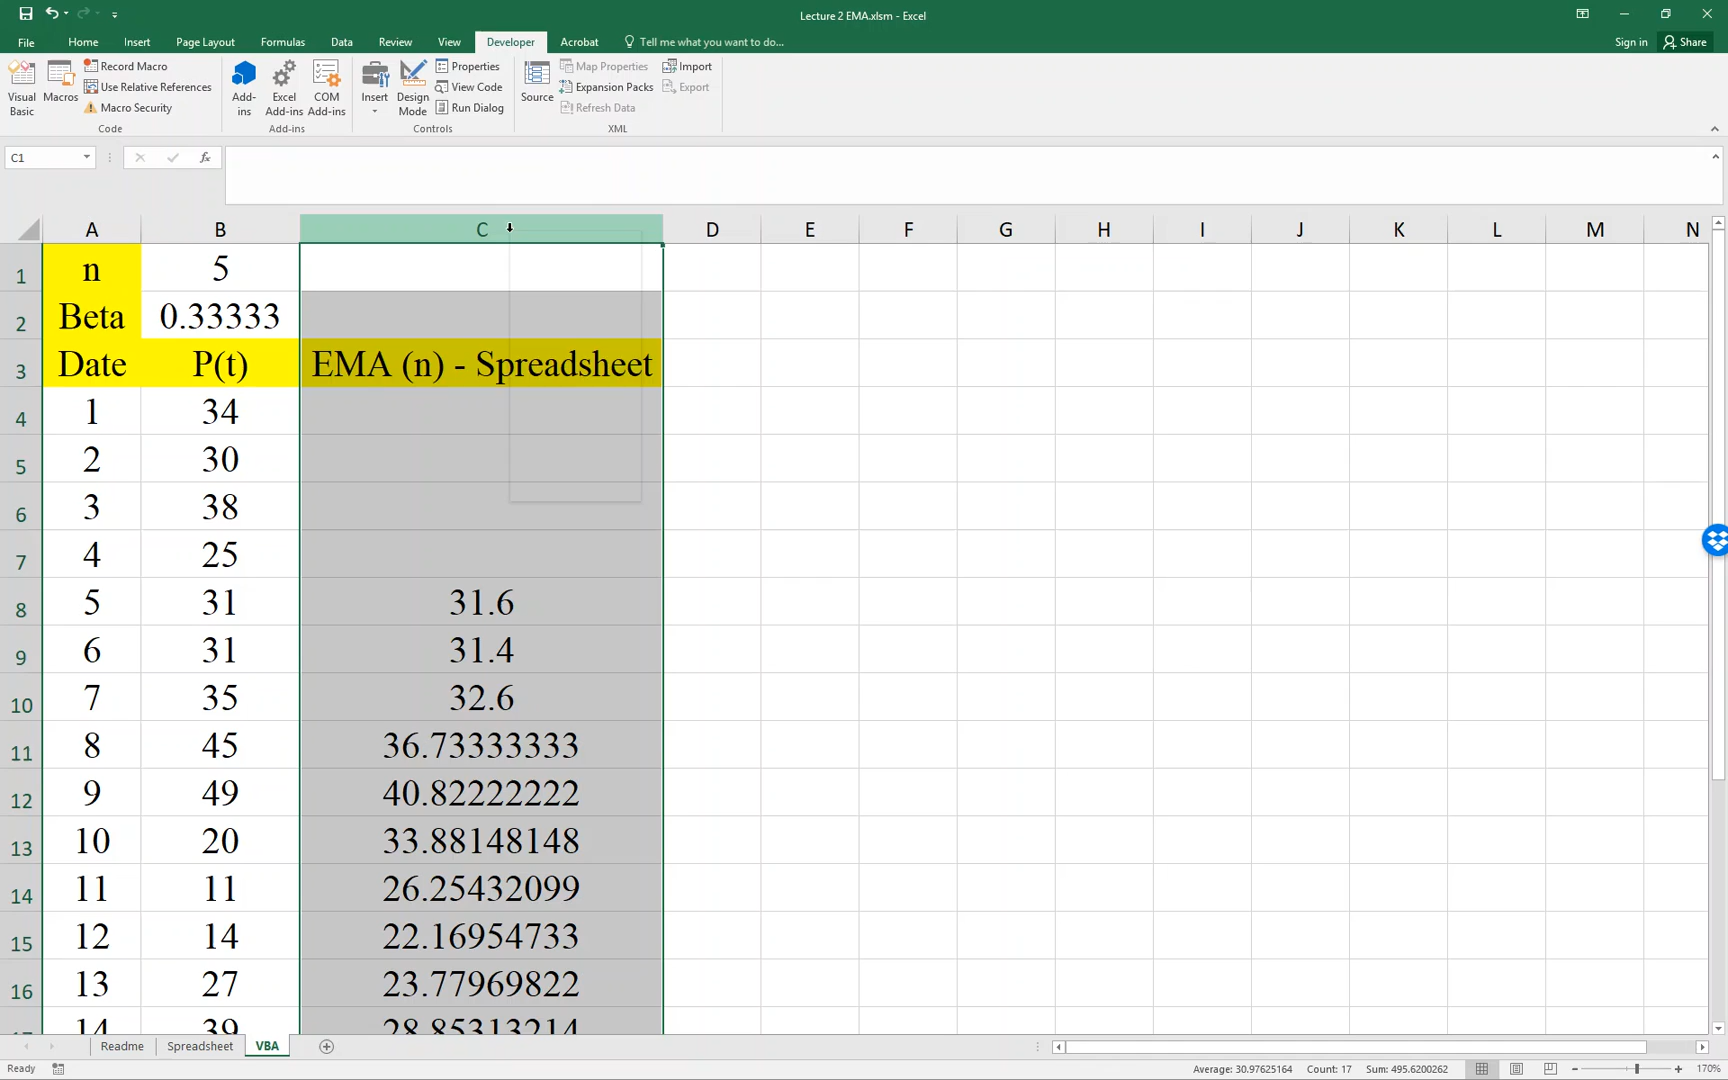 Lecture 2 EMA.xlsm - Excel
File Home Insert Page Layout Formulas Data Review View Developer Acrobat Tell me what you want to do... Sign in Share
Visual Basic
Macros
Record Macro
Use Relative References
Macro Security
Code
Add-ins
Excel Add-ins
COM Add-ins
Add-ins
Insert
Design Mode
Properties
View Code
Run Dialog
Controls
Source
Map Properties
Expansion Packs
Refresh Data
Import
Export
XML
C1
fx
A B C D E F G H I J K L M N
1 n 5
2 Beta 0.33333
3 Date P(t) EMA (n) - Spreadsheet
4 1 34
5 2 30
6 3 38
7 4 25
8 5 31 31.6
9 6 31 31.4
10 7 35 32.6
11 8 45 36.73333333
12 9 49 40.82222222
13 10 20 33.88148148
14 11 11 26.25432099
15 12 14 22.16954733
16 13 27 23.77969822
14 39 28.85313214
Readme Spreadsheet VBA
Ready Average: 30.97625164 Count: 17 Sum: 495.6200262 170%